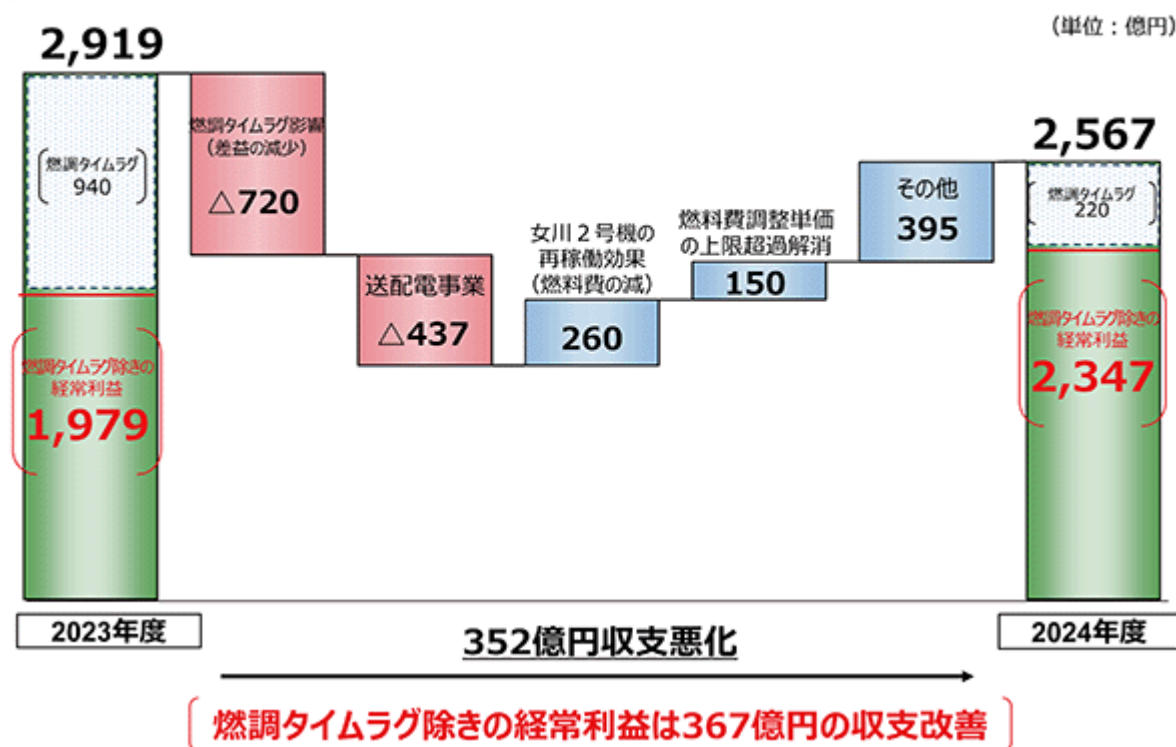 (単位：億円)
2,919
燃調タイムラグ
940
燃調タイムラグ除きの
経常利益
1,979
燃調タイムラグ影響
(差益の減少)
△720
送配電事業
△437
女川２号機の
再稼働効果
(燃料費の減)
260
燃料費調整単価
の上限超過解消
150
その他
395
2,567
燃調タイムラグ
220
燃調タイムラグ除きの
経常利益
2,347
2023年度
352億円収支悪化
2024年度
燃調タイムラグ除きの経常利益は367億円の収支改善